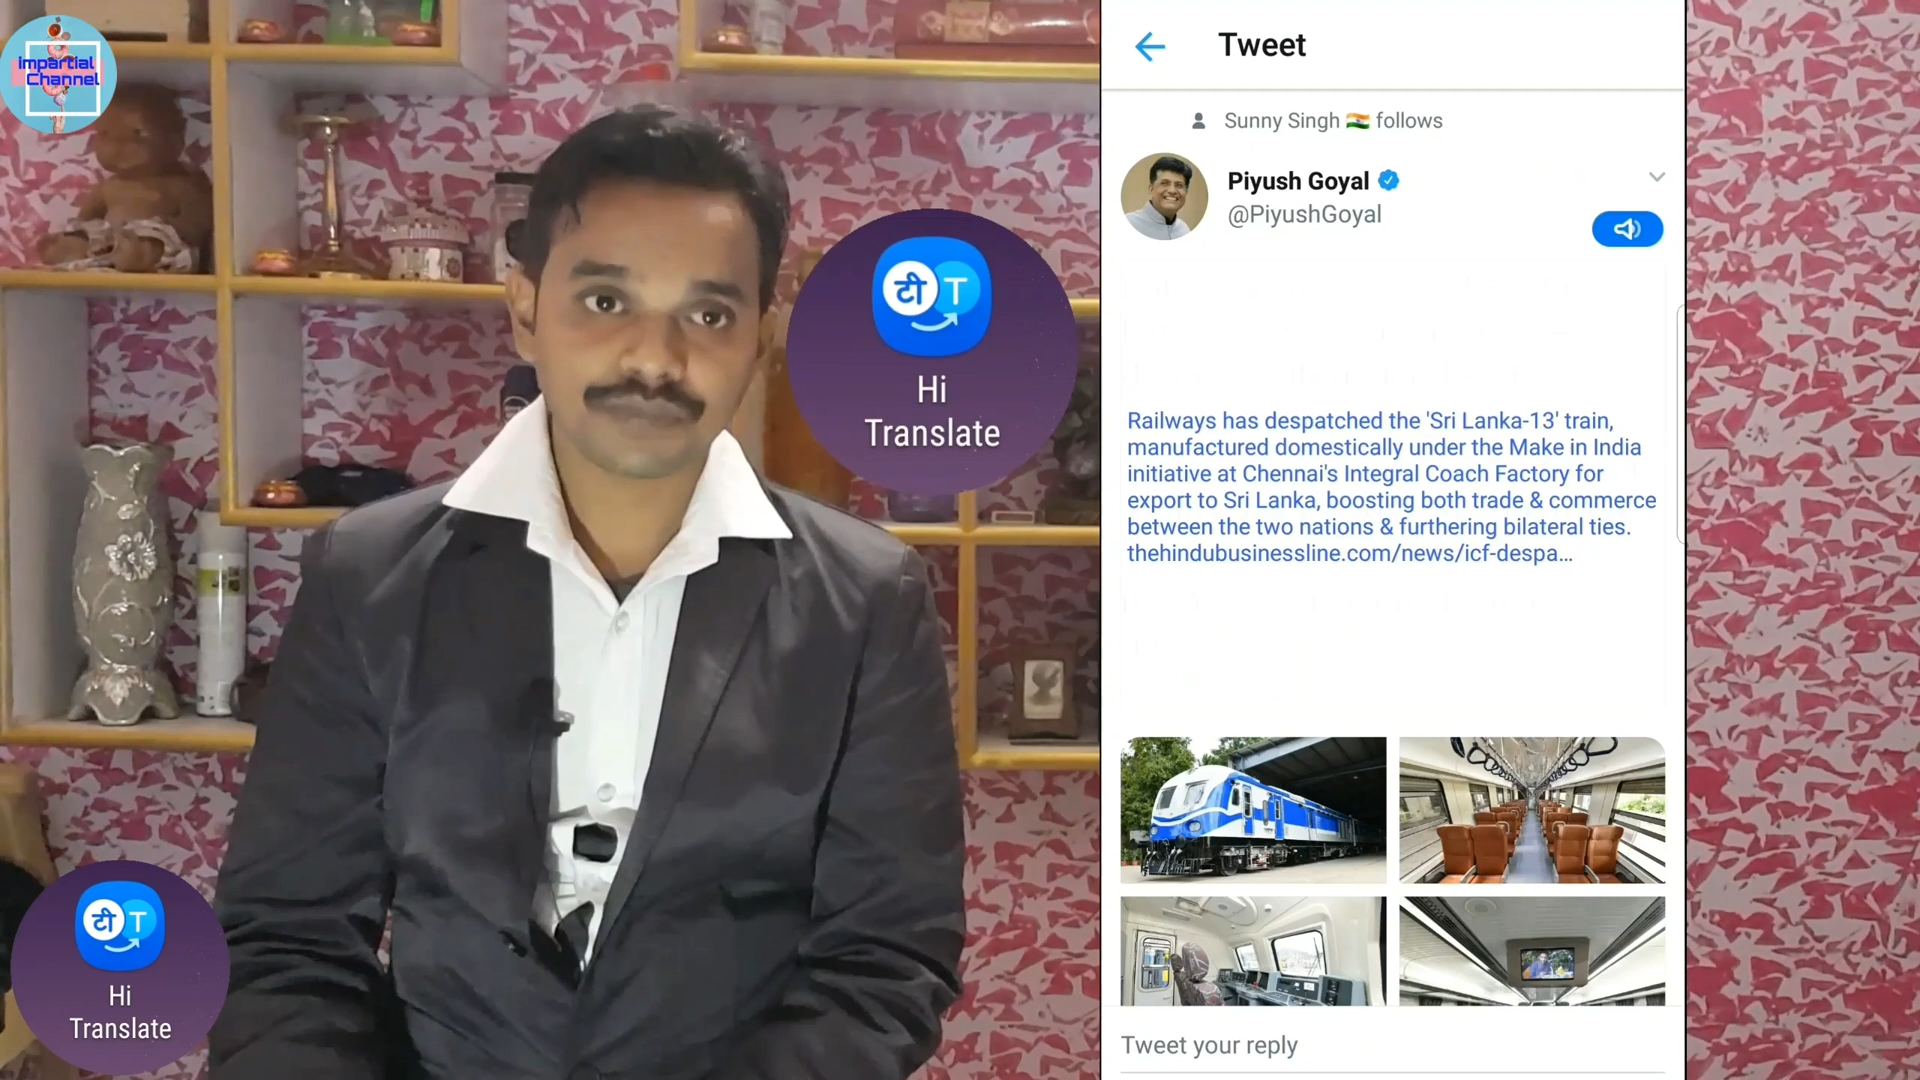 impartial
Channel
टी T
Hi
Translate
टी T
Hi
Translate
Tweet
Sunny Singh 🇮🇳 follows
Piyush Goyal
@PiyushGoyal
Railways has despatched the 'Sri Lanka-13' train,
manufactured domestically under the Make in India
initiative at Chennai's Integral Coach Factory for
export to Sri Lanka, boosting both trade & commerce
between the two nations & furthering bilateral ties.
thehindubusinessline.com/news/icf-despa...
Tweet your reply